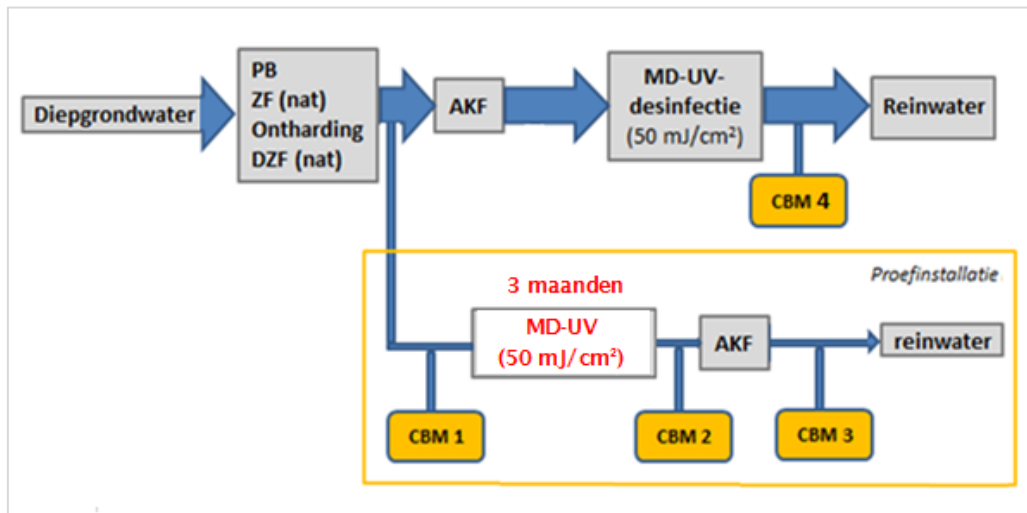 Diepgrondwater
PB
ZF (nat)
Ontharding
DZF (nat)
AKF
MD-UV-
desinfectie
(50 mJ/cm²)
Reinwater
CBM 4
Proefinstallatie
3 maanden
MD-UV
(50 mJ/cm²)
AKF
reinwater
CBM 1
CBM 2
CBM 3